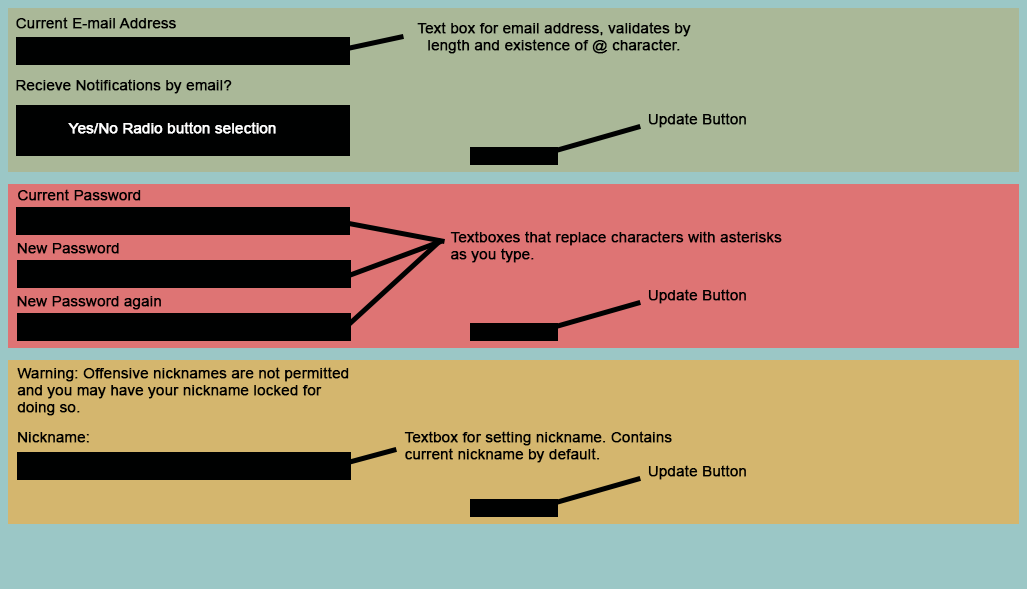 Current E-mail Address
Text box for email address, validates by
length and existence of @ character.
Recieve Notifications by email?
Yes/No Radio button selection
Update Button
Current Password
New Password
Textboxes that replace characters with asterisks
as you type.
New Password again
Update Button
Warning: Offensive nicknames are not permitted
and you may have your nickname locked for
doing so.
Nickname:
Textbox for setting nickname. Contains
current nickname by default.
Update Button